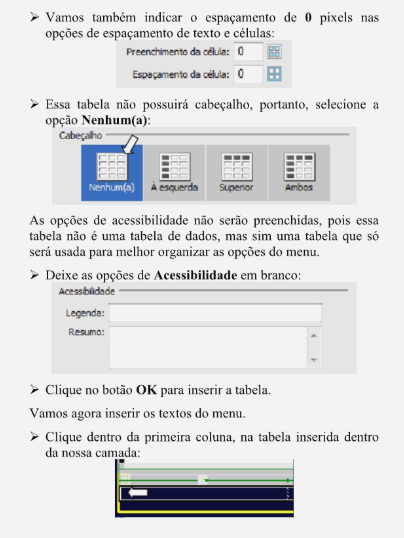 ➢ Vamos também indicar o espaçamento de 0 pixels nas
opções de espaçamento de texto e células:
Preenchimento da célula: 0
Espaçamento da célula: 0
➢ Essa tabela não possuirá cabeçalho, portanto, selecione a
opção Nenhum(a):
Cabeçalho
Nenhum(a) À esquerda Superior Ambos
As opções de acessibilidade não serão preenchidas, pois essa
tabela não é uma tabela de dados, mas sim uma tabela que só
será usada para melhor organizar as opções do menu.
➢ Deixe as opções de Acessibilidade em branco:
Acessibilidade
Legenda:
Resumo:
➢ Clique no botão OK para inserir a tabela.
Vamos agora inserir os textos do menu.
➢ Clique dentro da primeira coluna, na tabela inserida dentro
da nossa camada: